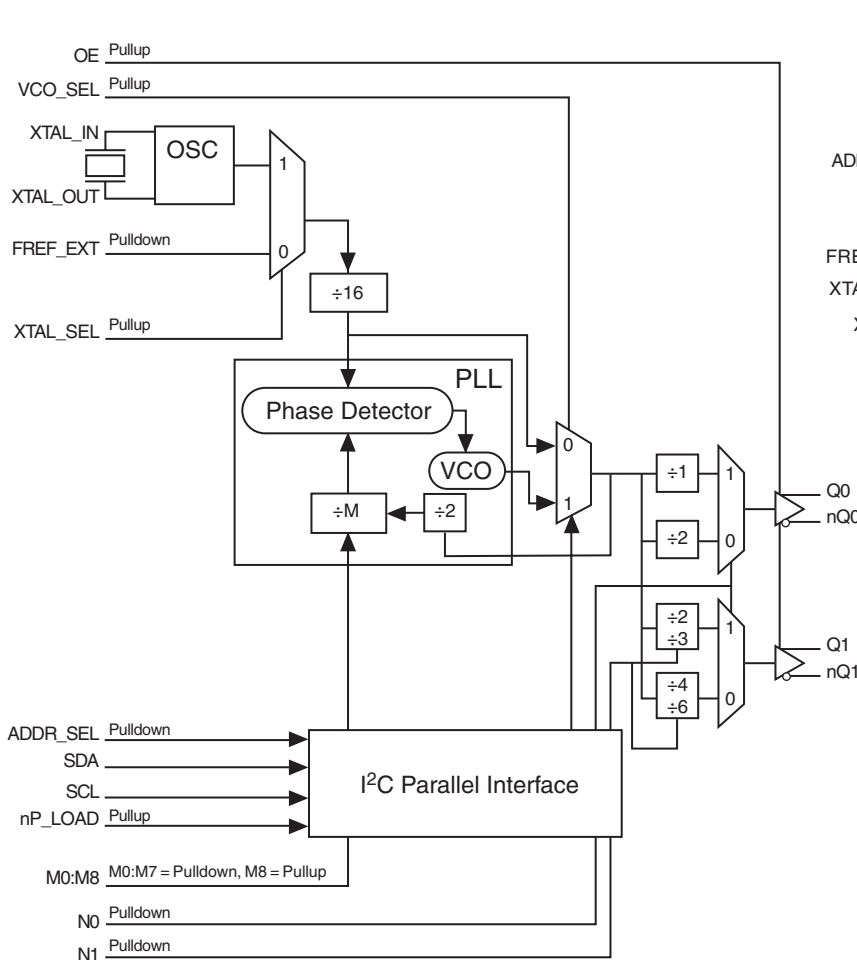 OE Pullup
VCO_SEL Pullup
XTAL_IN
OSC
XTAL_OUT
1
FREF_EXT Pulldown
0
÷16
XTAL_SEL Pullup
PLL
Phase Detector
VCO
÷M
÷2
0
1
÷1
1
÷2
0
Q0
nQ0
÷2
÷3
1
÷4
÷6
0
Q1
nQ1
ADDR_SEL Pulldown
SDA
SCL
nP_LOAD Pullup
I²C Parallel Interface
M0:M8 M0:M7 = Pulldown, M8 = Pullup
N0 Pulldown
N1 Pulldown